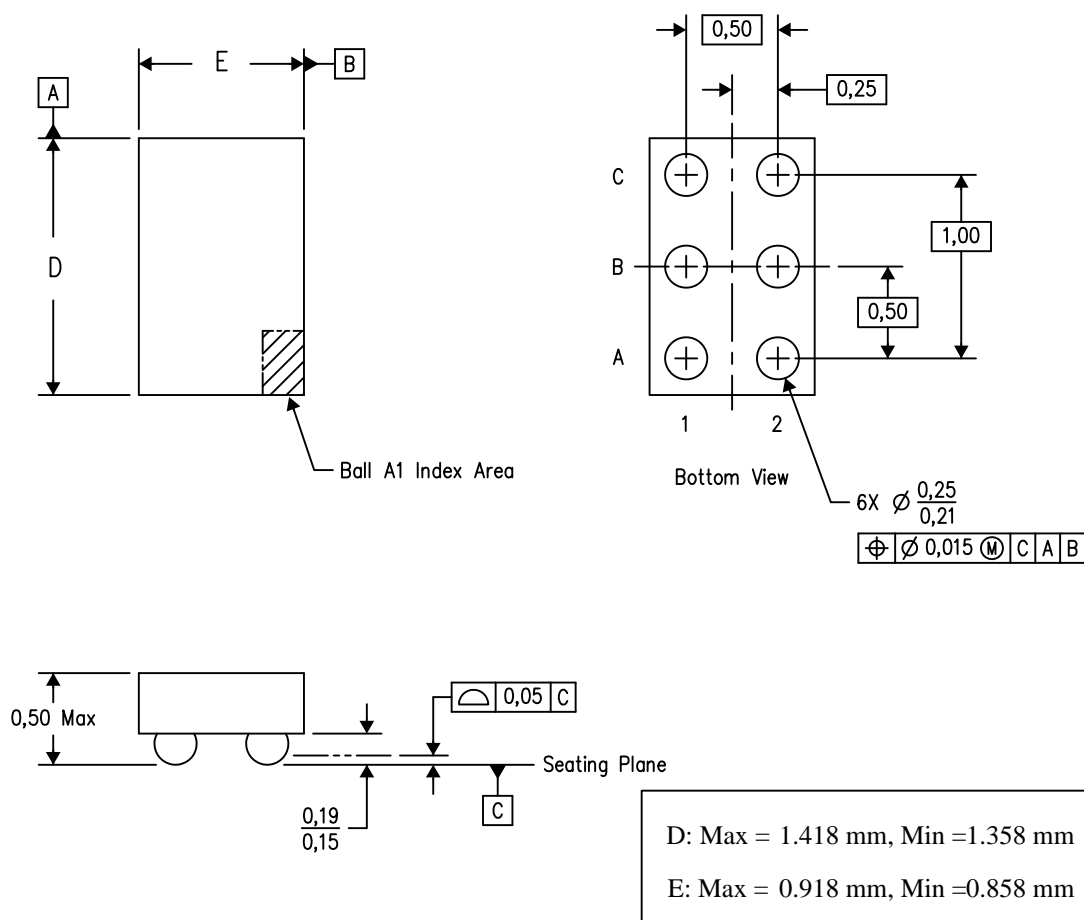 0,50
E
B
A
0,25
C
D
1,00
B
0,50
A
1
2
Ball A1 Index Area
Bottom View
6X Ø 0,25
0,21
⌖ Ø 0,015 Ⓜ C A B
0,50 Max
⌓ 0,05 C
Seating Plane
C
0,19
0,15
D: Max = 1.418 mm, Min =1.358 mm
E: Max = 0.918 mm, Min =0.858 mm